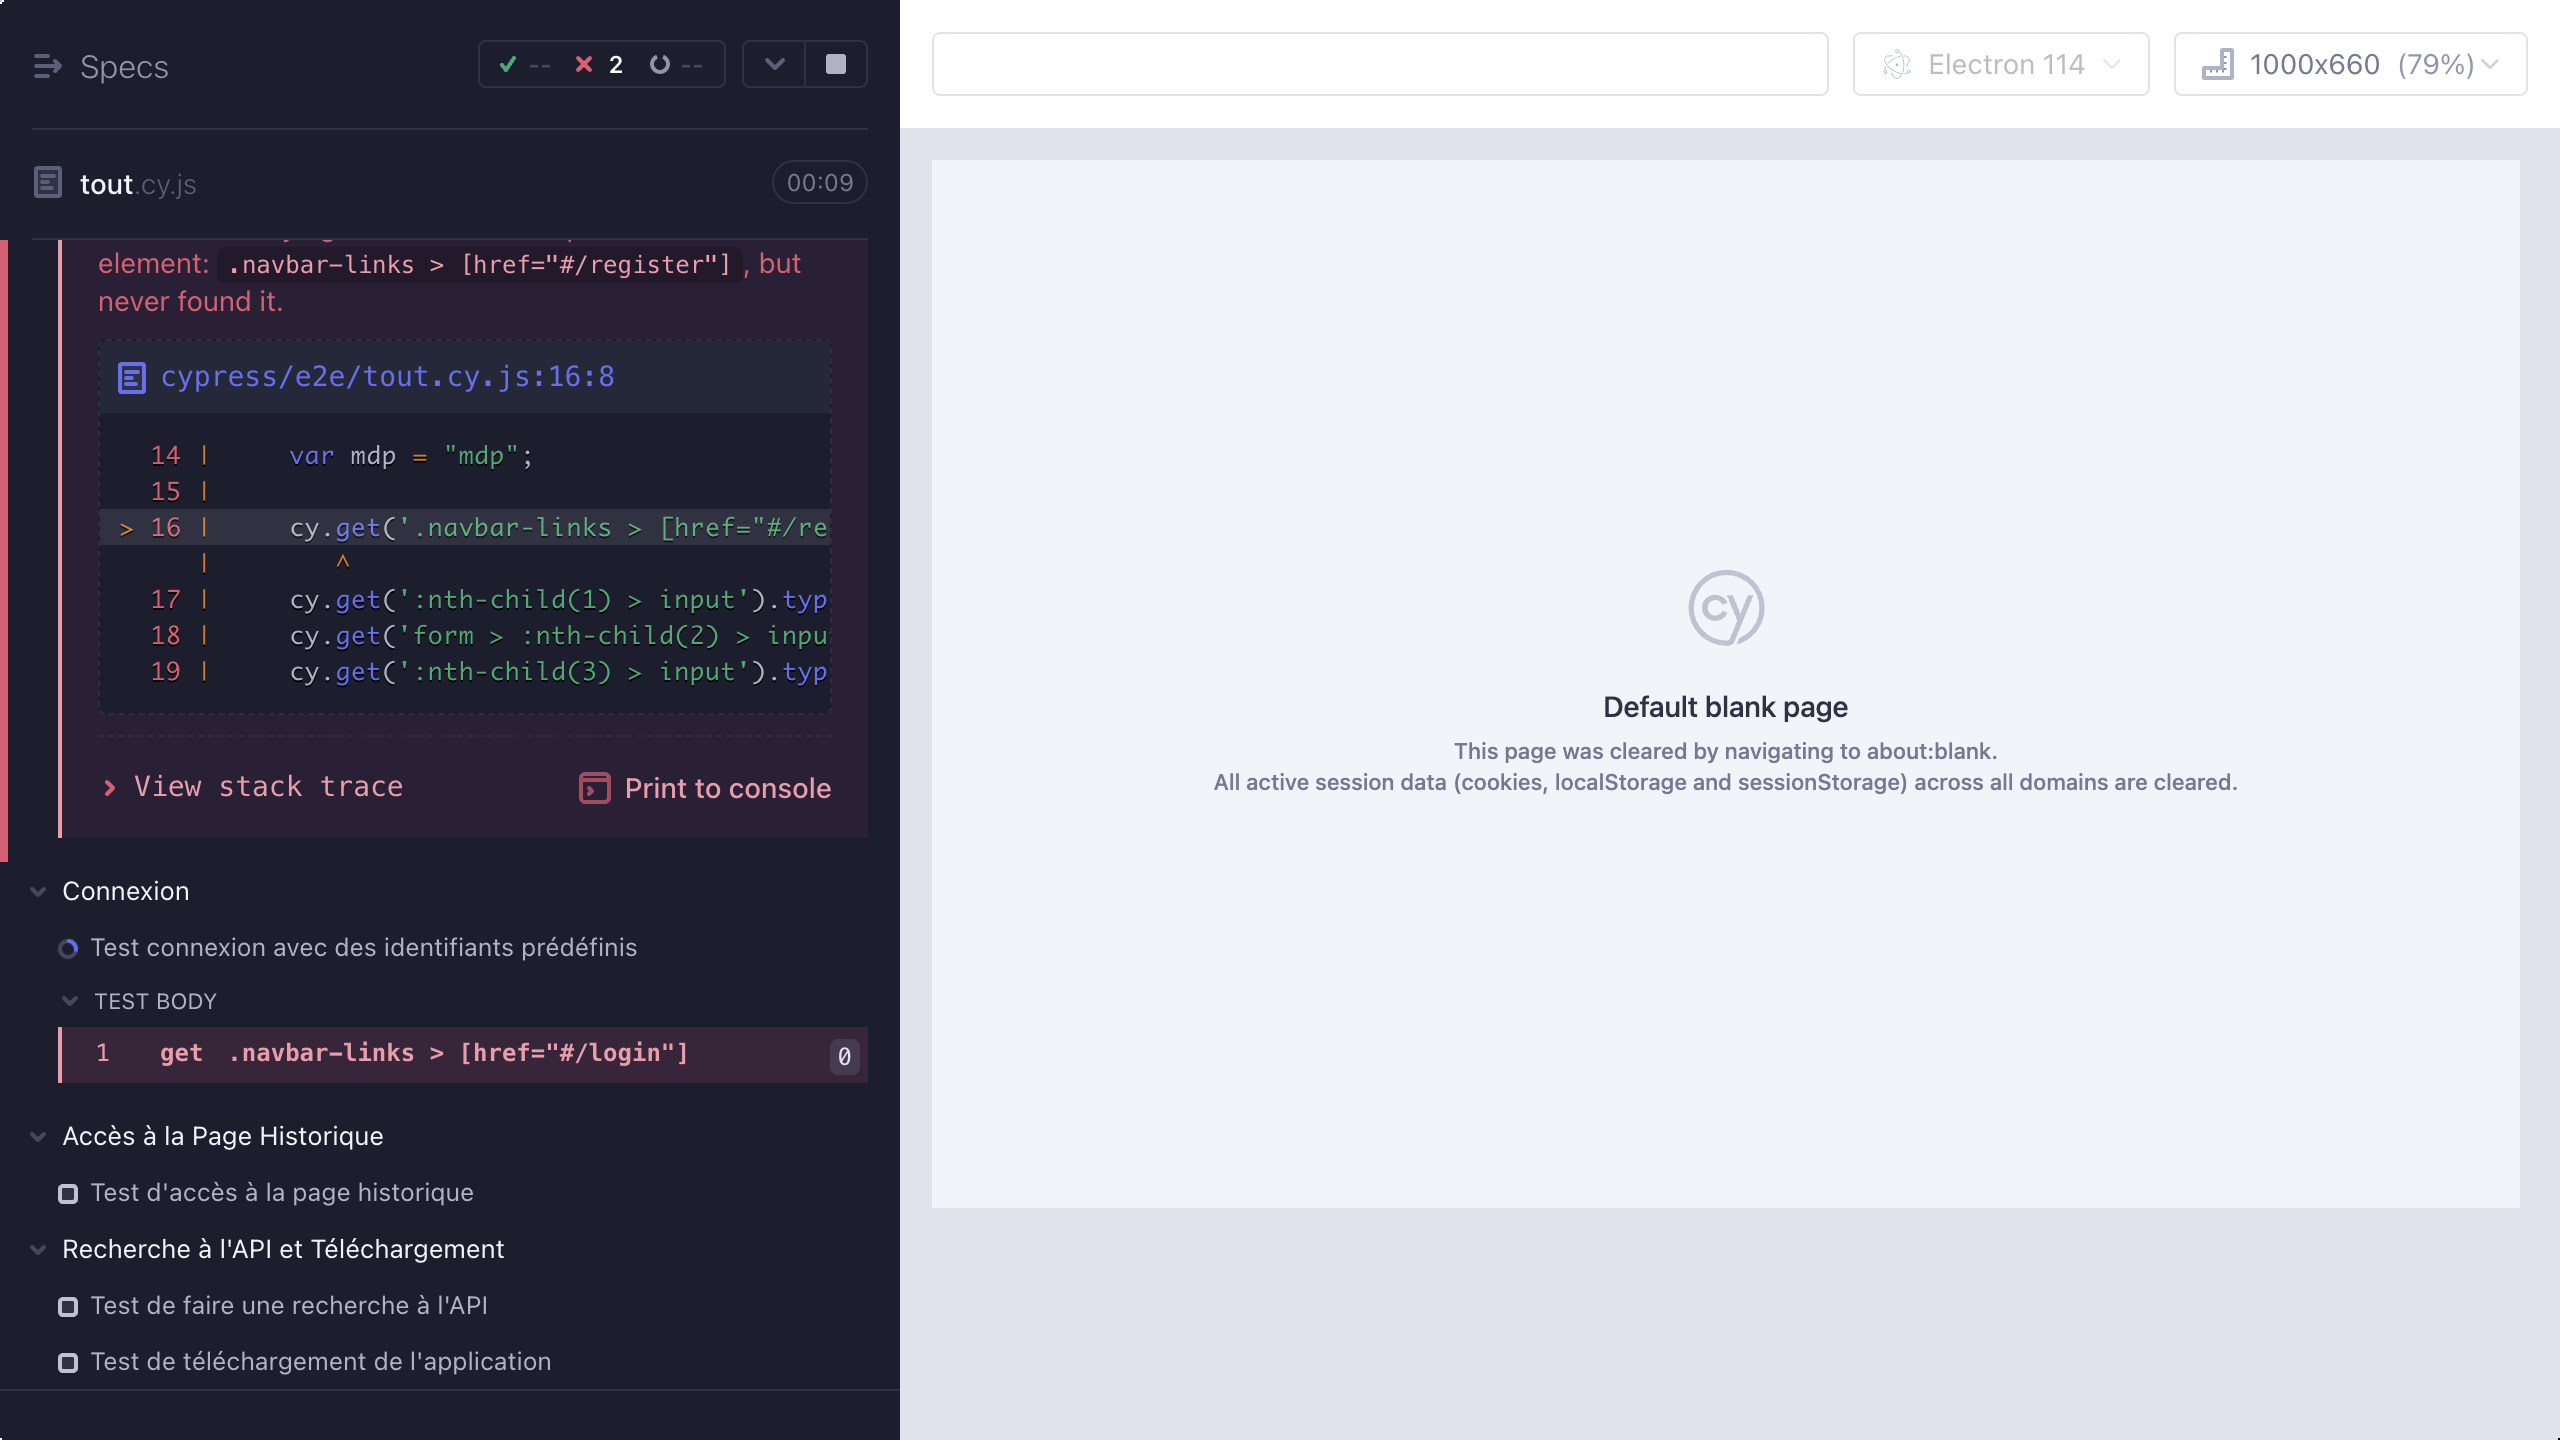 Specs
-- 2 --
tout.cy.js
00:09
element: .navbar-links > [href="#/register"] , but
never found it.
cypress/e2e/tout.cy.js:16:8
14 | var mdp = "mdp";
15 |
> 16 | cy.get('.navbar-links > [href="#/re
| ^
17 | cy.get(':nth-child(1) > input').typ
18 | cy.get('form > :nth-child(2) > inpu
19 | cy.get(':nth-child(3) > input').typ
View stack trace
Print to console
Connexion
Test connexion avec des identifiants prédéfinis
TEST BODY
1 get .navbar-links > [href="#/login"] 0
Accès à la Page Historique
Test d'accès à la page historique
Recherche à l'API et Téléchargement
Test de faire une recherche à l'API
Test de téléchargement de l'application
Electron 114
1000x660 (79%)
cy
Default blank page
This page was cleared by navigating to about:blank.
All active session data (cookies, localStorage and sessionStorage) across all domains are cleared.